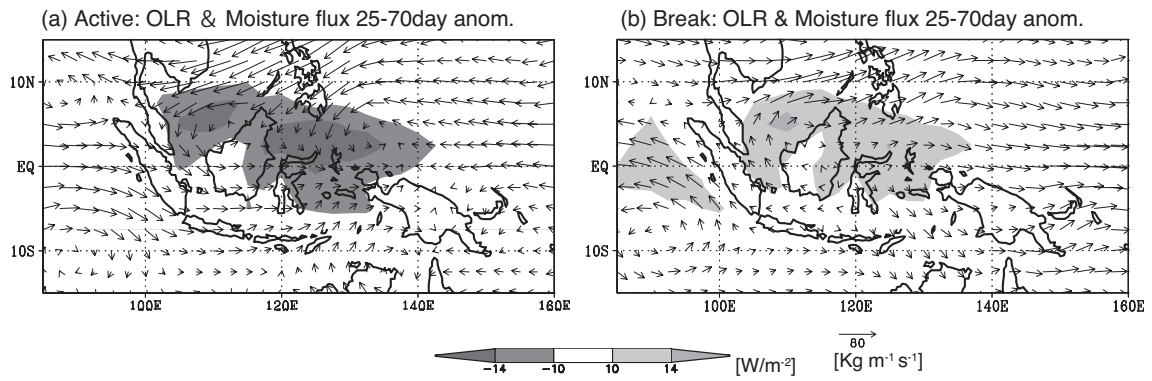 (a) Active: OLR & Moisture flux 25-70day anom.
(b) Break: OLR & Moisture flux 25-70day anom.
10N
EQ
10S
100E 120E 140E 160E
10N
EQ
10S
100E 120E 140E 160E
-14 -10 10 14 [W/m-2]
80 [Kg m-1 s-1]